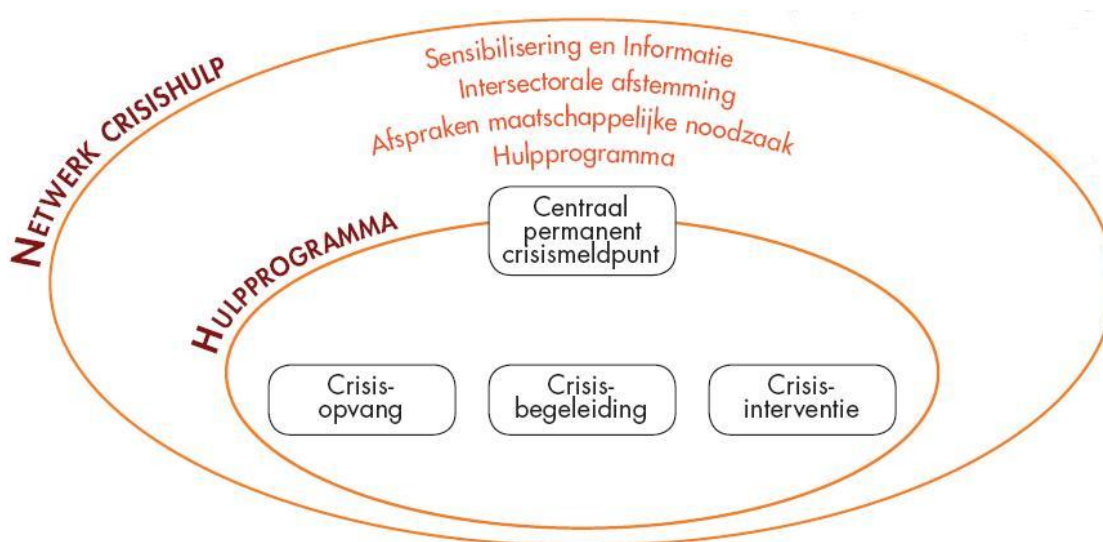 NETWERK CRISISHULP
Sensibilisering en Informatie
Intersectorale afstemming
Afspraken maatschappelijke noodzaak
Hulpprogramma
HULPPROGRAMMA
Centraal
permanent
crisismeldpunt
Crisis-
opvang
Crisis-
begeleiding
Crisis-
interventie